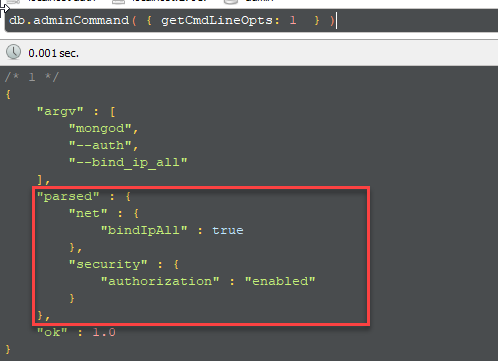 db.adminCommand( { getCmdLineOpts: 1  } )
0.001 sec.
/* 1 */
{
    "argv" : [
        "mongod",
        "--auth",
        "--bind_ip_all"
    ],
    "parsed" : {
        "net" : {
            "bindIpAll" : true
        },
        "security" : {
            "authorization" : "enabled"
        }
    },
    "ok" : 1.0
}